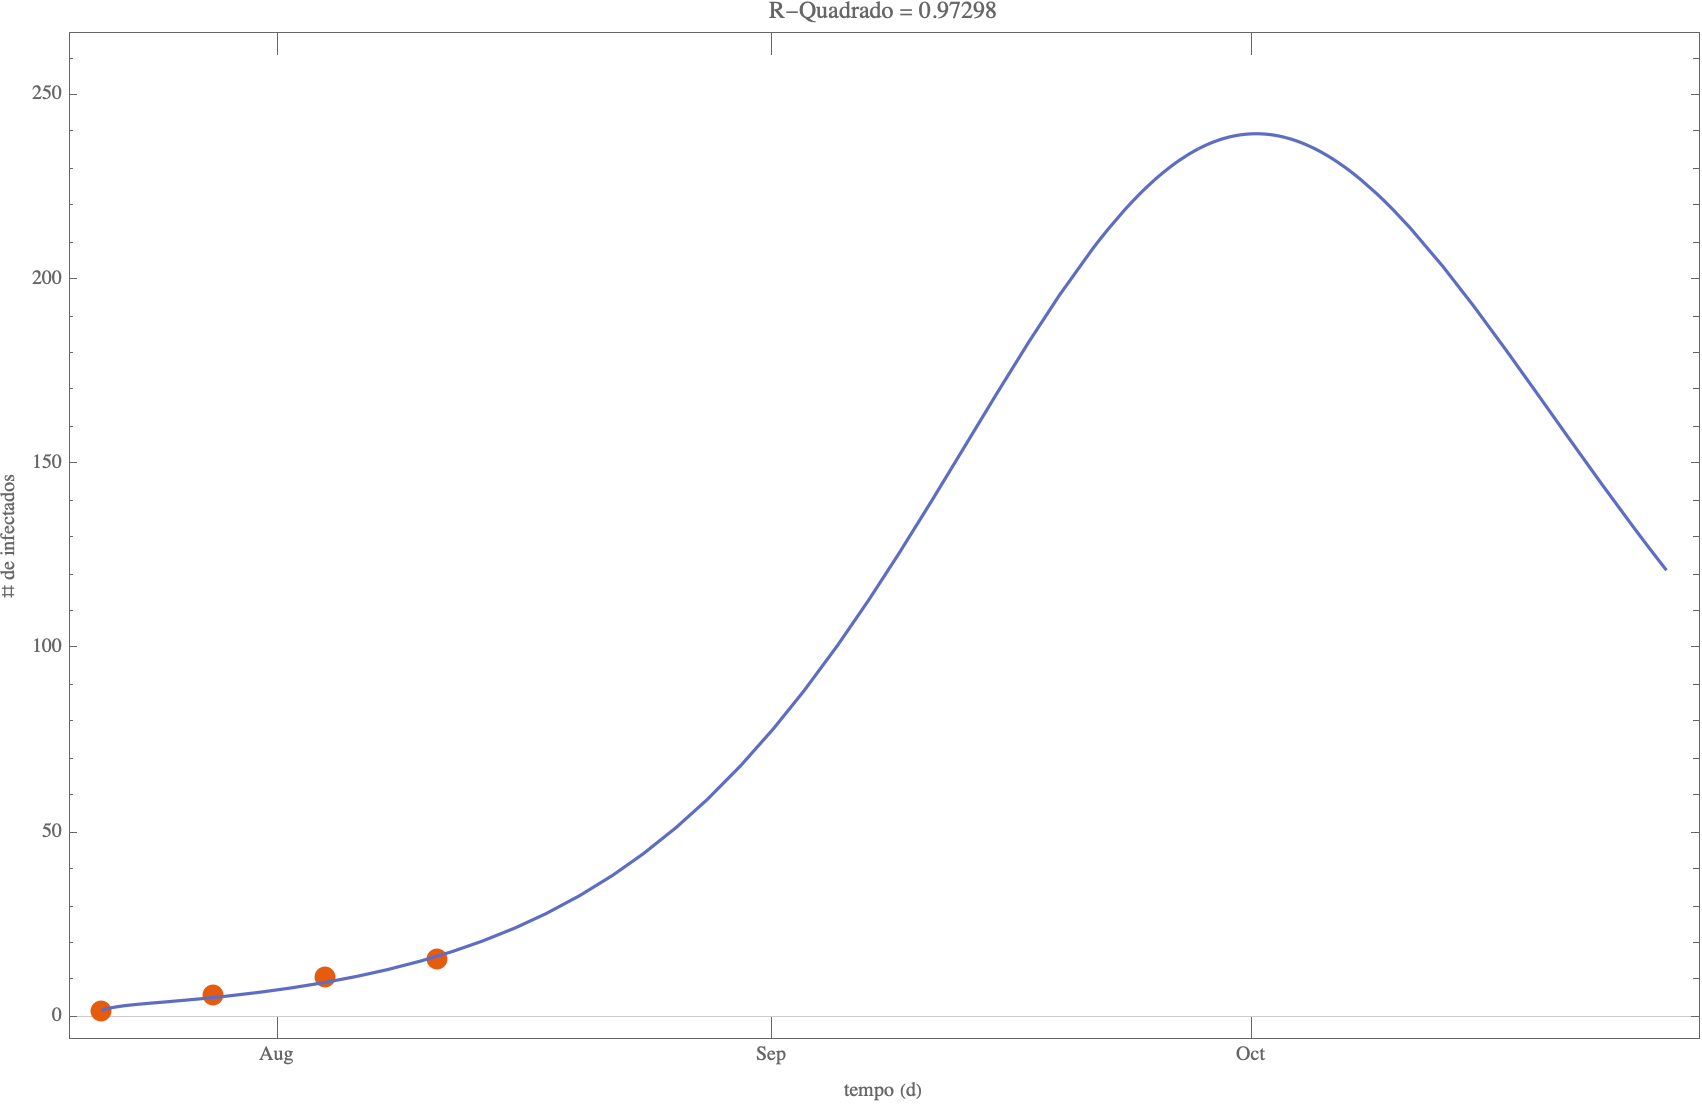 R−Quadrado = 0.97298
250
200
150
100
50
0
# de infectados
Aug Sep Oct
tempo (d)